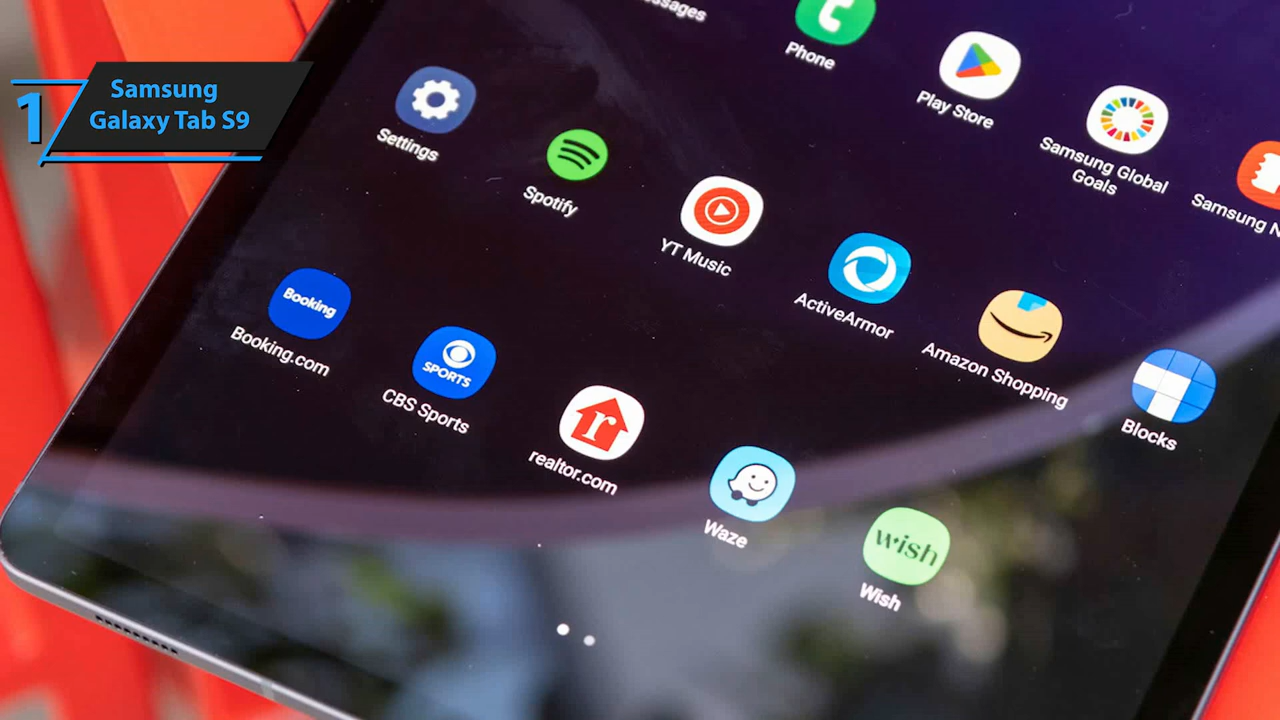 1
Samsung
Galaxy Tab S9
Phone
Play Store
Samsung Global
Goals
Samsung
Settings
Spotify
YT Music
ActiveArmor
Amazon Shopping
Blocks
Booking
Booking.com
SPORTS
CBS Sports
r
realtor.com
Waze
wish
Wish